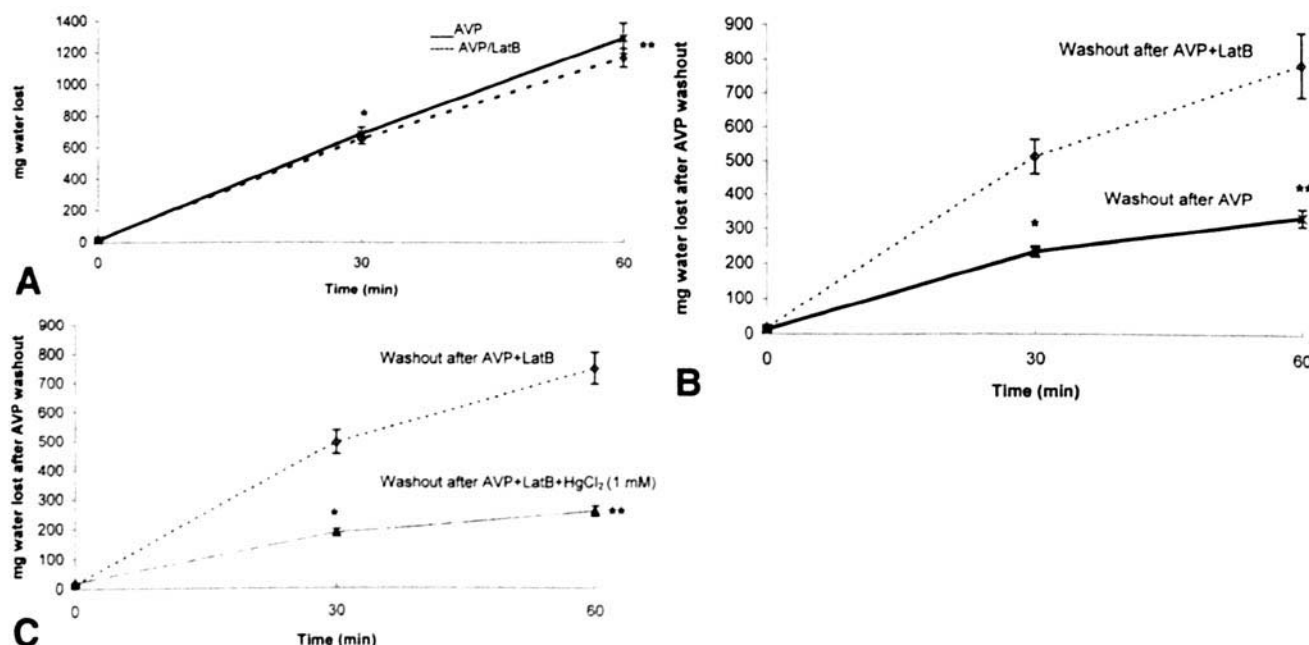 1400
1200
1000
800
600
400
200
0
mg water lost
AVP
AVP/LatB
*
**
0
30
60
Time (min)
A
900
800
700
600
500
400
300
200
100
0
mg water lost after AVP washout
Washout after AVP+LatB
Washout after AVP
*
**
0
30
60
Time (min)
B
900
800
700
600
500
400
300
200
100
0
mg water lost after AVP washout
Washout after AVP+LatB
Washout after AVP+LatB+HgCl₂ (1 mM)
*
**
0
30
60
Time (min)
C